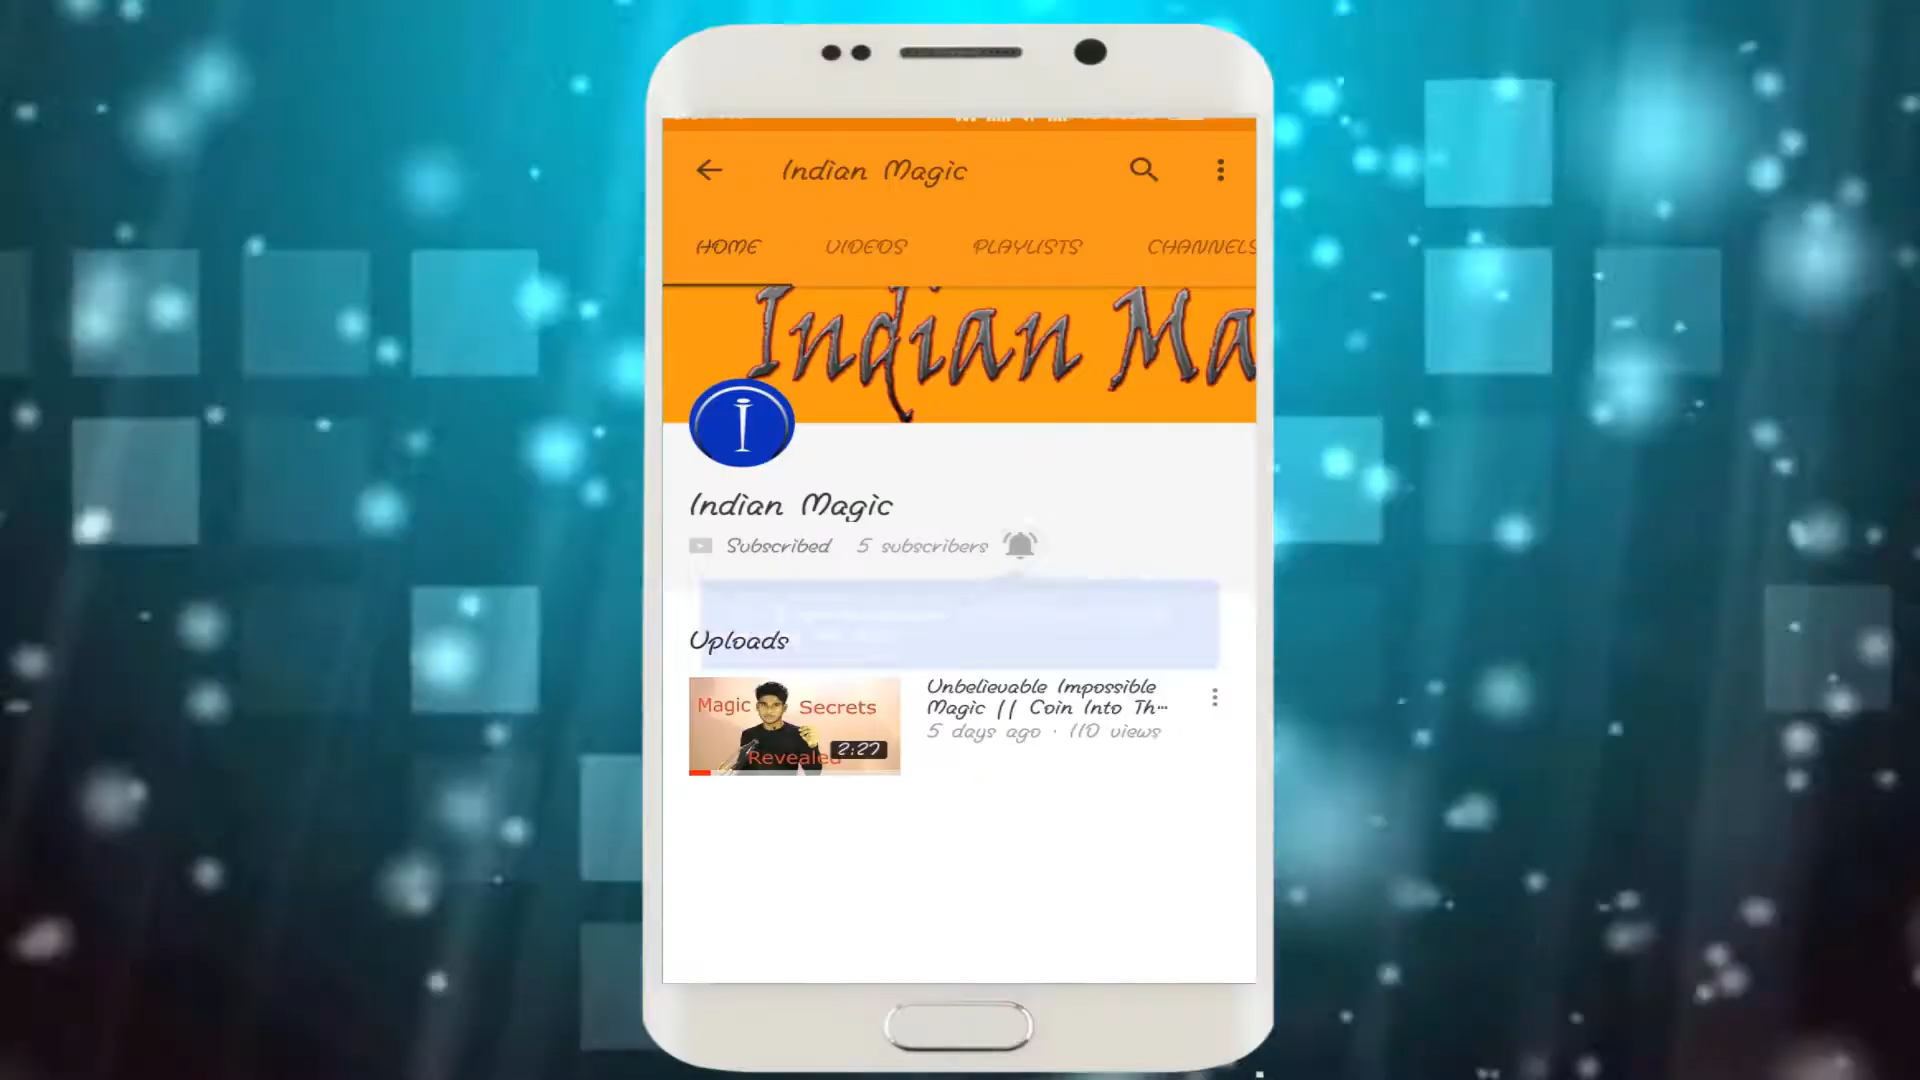 Indian Magic
HOME VIDEOS PLAYLISTS CHANNELS
Indian Ma
I
Indian Magic
Subscribed 5 subscribers
Uploads
Magic Secrets
Revealed
2:27
Unbelievable Impossible
Magic || Coin Into Th...
5 days ago · 110 views